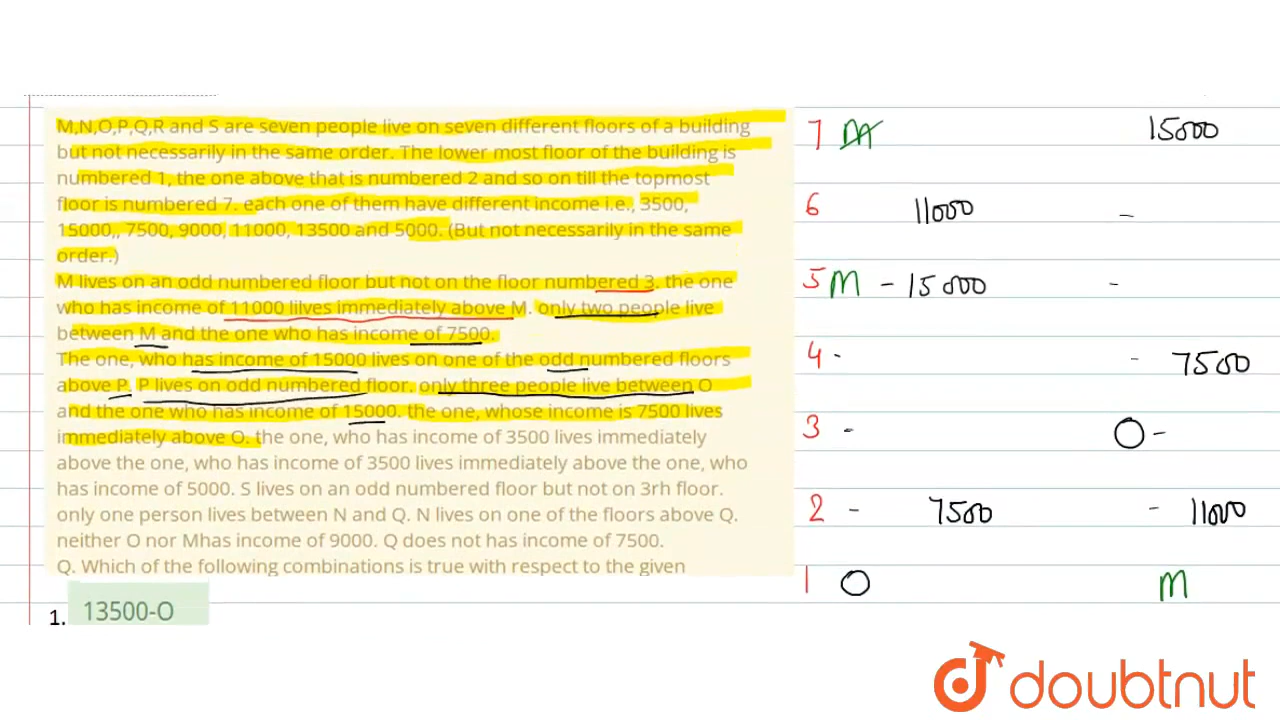 M,N,O,P,Q,R and S are seven people live on seven different floors of a building
but not necessarily in the same order. The lower most floor of the building is
numbered 1, the one above that is numbered 2 and so on till the topmost
floor is numbered 7. each one of them have different income i.e., 3500,
15000,, 7500, 9000, 11000, 13500 and 5000. (But not necessarily in the same
order.)
M lives on an odd numbered floor but not on the floor numbered 3. the one
who has income of 11000 lilves immediately above M. only two people live
between M and the one who has income of 7500.
The one, who has income of 15000 lives on one of the odd numbered floors
above P. P lives on odd numbered floor. only three people live between O
and the one who has income of 15000. the one, whose income is 7500 lives
immediately above O. the one, who has income of 3500 lives immediately
above the one, who has income of 3500 lives immediately above the one, who
has income of 5000. S lives on an odd numbered floor but not on 3rh floor.
only one person lives between N and Q. N lives on one of the floors above Q.
neither O nor Mhas income of 9000. Q does not has income of 7500.
Q. Which of the following combinations is true with respect to the given
1. 13500-O
7 M 15000
6 11000 -
5 M - 15000 -
4 - - 7500
3 - O -
2 - 7500 - 11000
1 O M
doubtnut